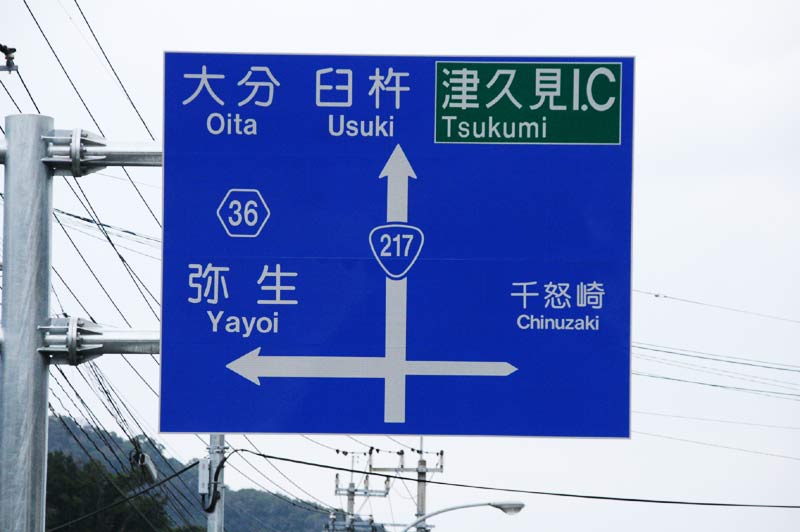 大分 臼杵 津久見I.C
Oita Usuki Tsukumi
36
217
弥生 千怒崎
Yayoi Chinuzaki